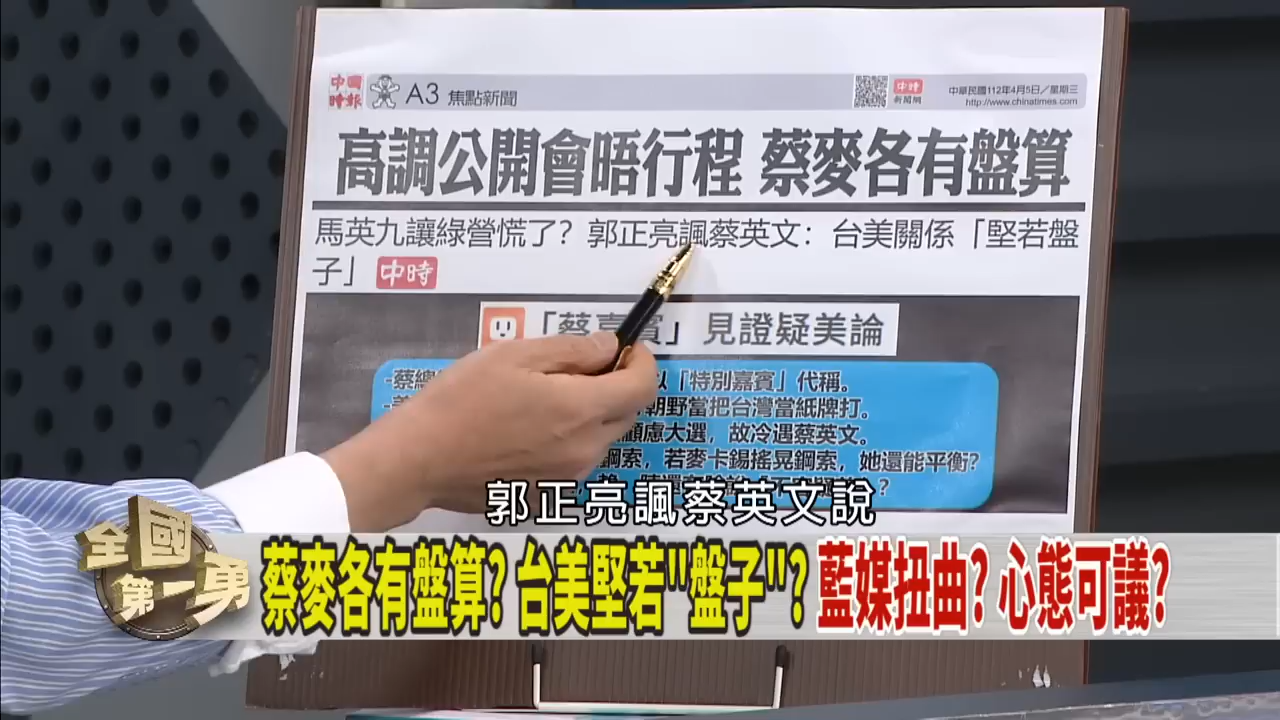 中國時報 A3 焦點新聞
中時新聞網
中華民國112年4月5日／星期三
http://www.chinatimes.com
高調公開會晤行程 蔡麥各有盤算
馬英九讓綠營慌了？郭正亮諷蔡英文：台美關係「堅若盤
子」中時
「蔡嘉賓」見證疑美論
-蔡總 以「特別嘉賓」代稱。
朝野當把台灣當紙牌打。
顧慮大選，故冷遇蔡英文。
鋼索，若麥卡錫搖晃鋼索，她還能平衡?
郭正亮諷蔡英文說
全國第一勇
蔡麥各有盤算? 台美堅若"盤子"? 藍媒扭曲? 心態可議?